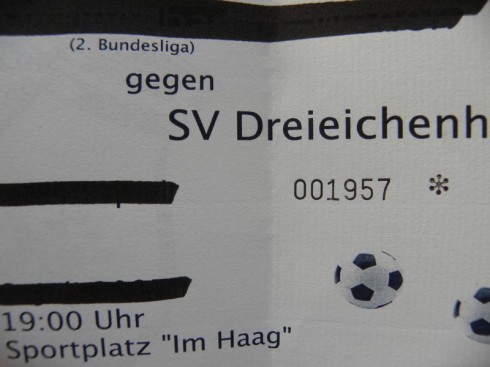 (2. Bundesliga)
gegen
SV Dreieichenh
001957 *
19:00 Uhr
Sportplatz "Im Haag"